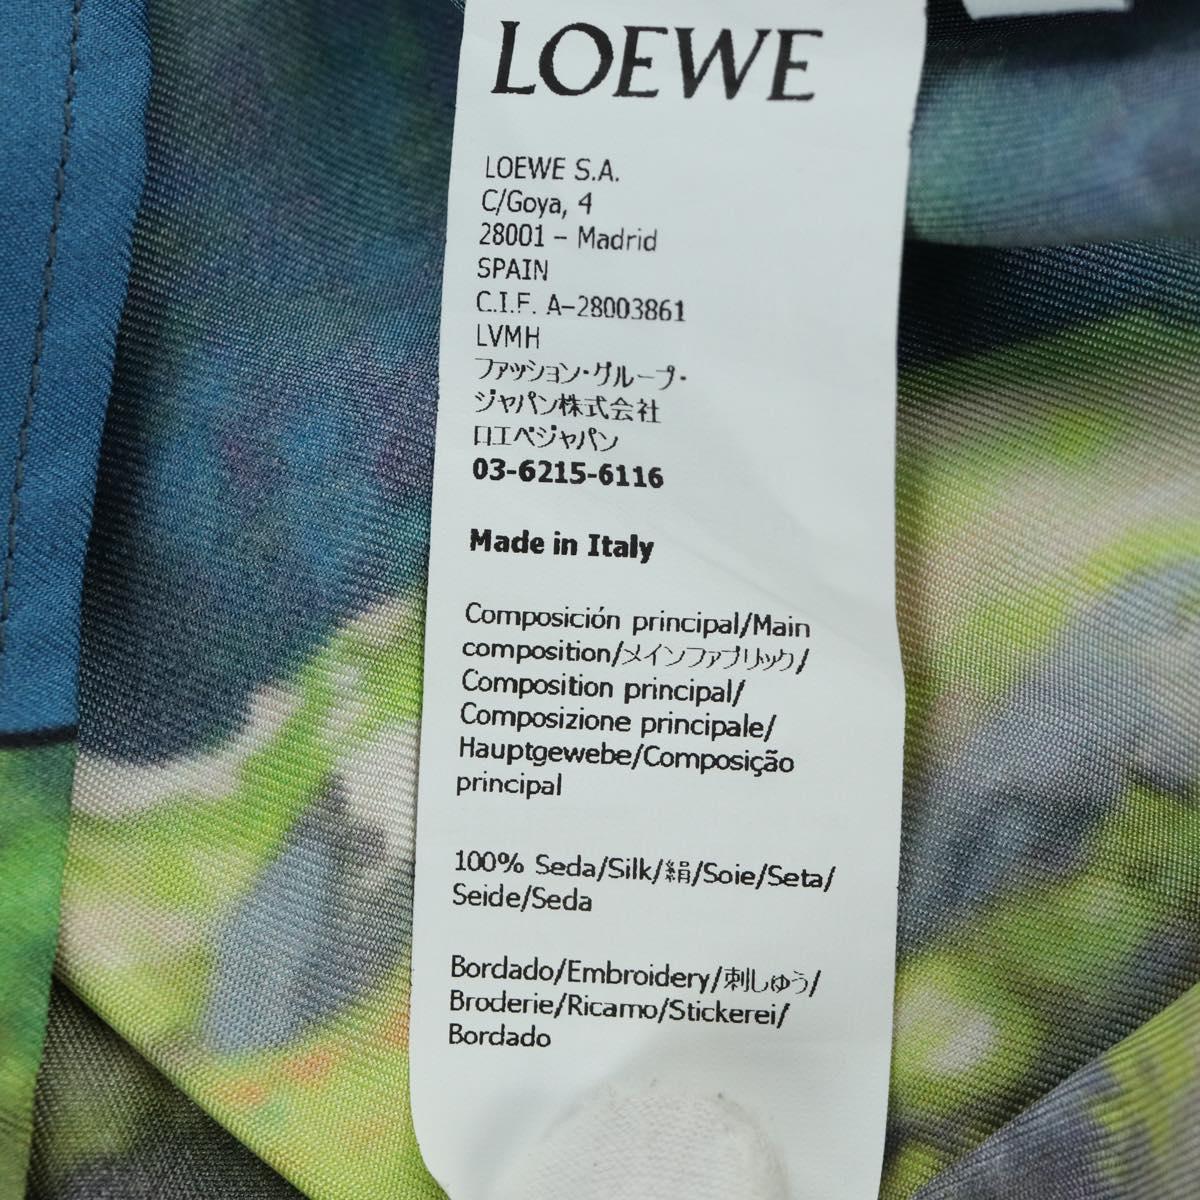 LOEWE
LOEWE S.A.
C/Goya, 4
28001 – Madrid
SPAIN
C.I.F. A-28003861
LVMH
ファッション・グループ・
ジャパン株式会社
ロエベジャパン
03-6215-6116
Made in Italy
Composición principal/Main
composition/メインファブリック/
Composition principal/
Composizione principale/
Hauptgewebe/Composição
principal
100% Seda/Silk/絹/Soie/Seta/
Seide/Seda
Bordado/Embroidery/刺しゅう/
Broderie/Ricamo/Stickerei/
Bordado